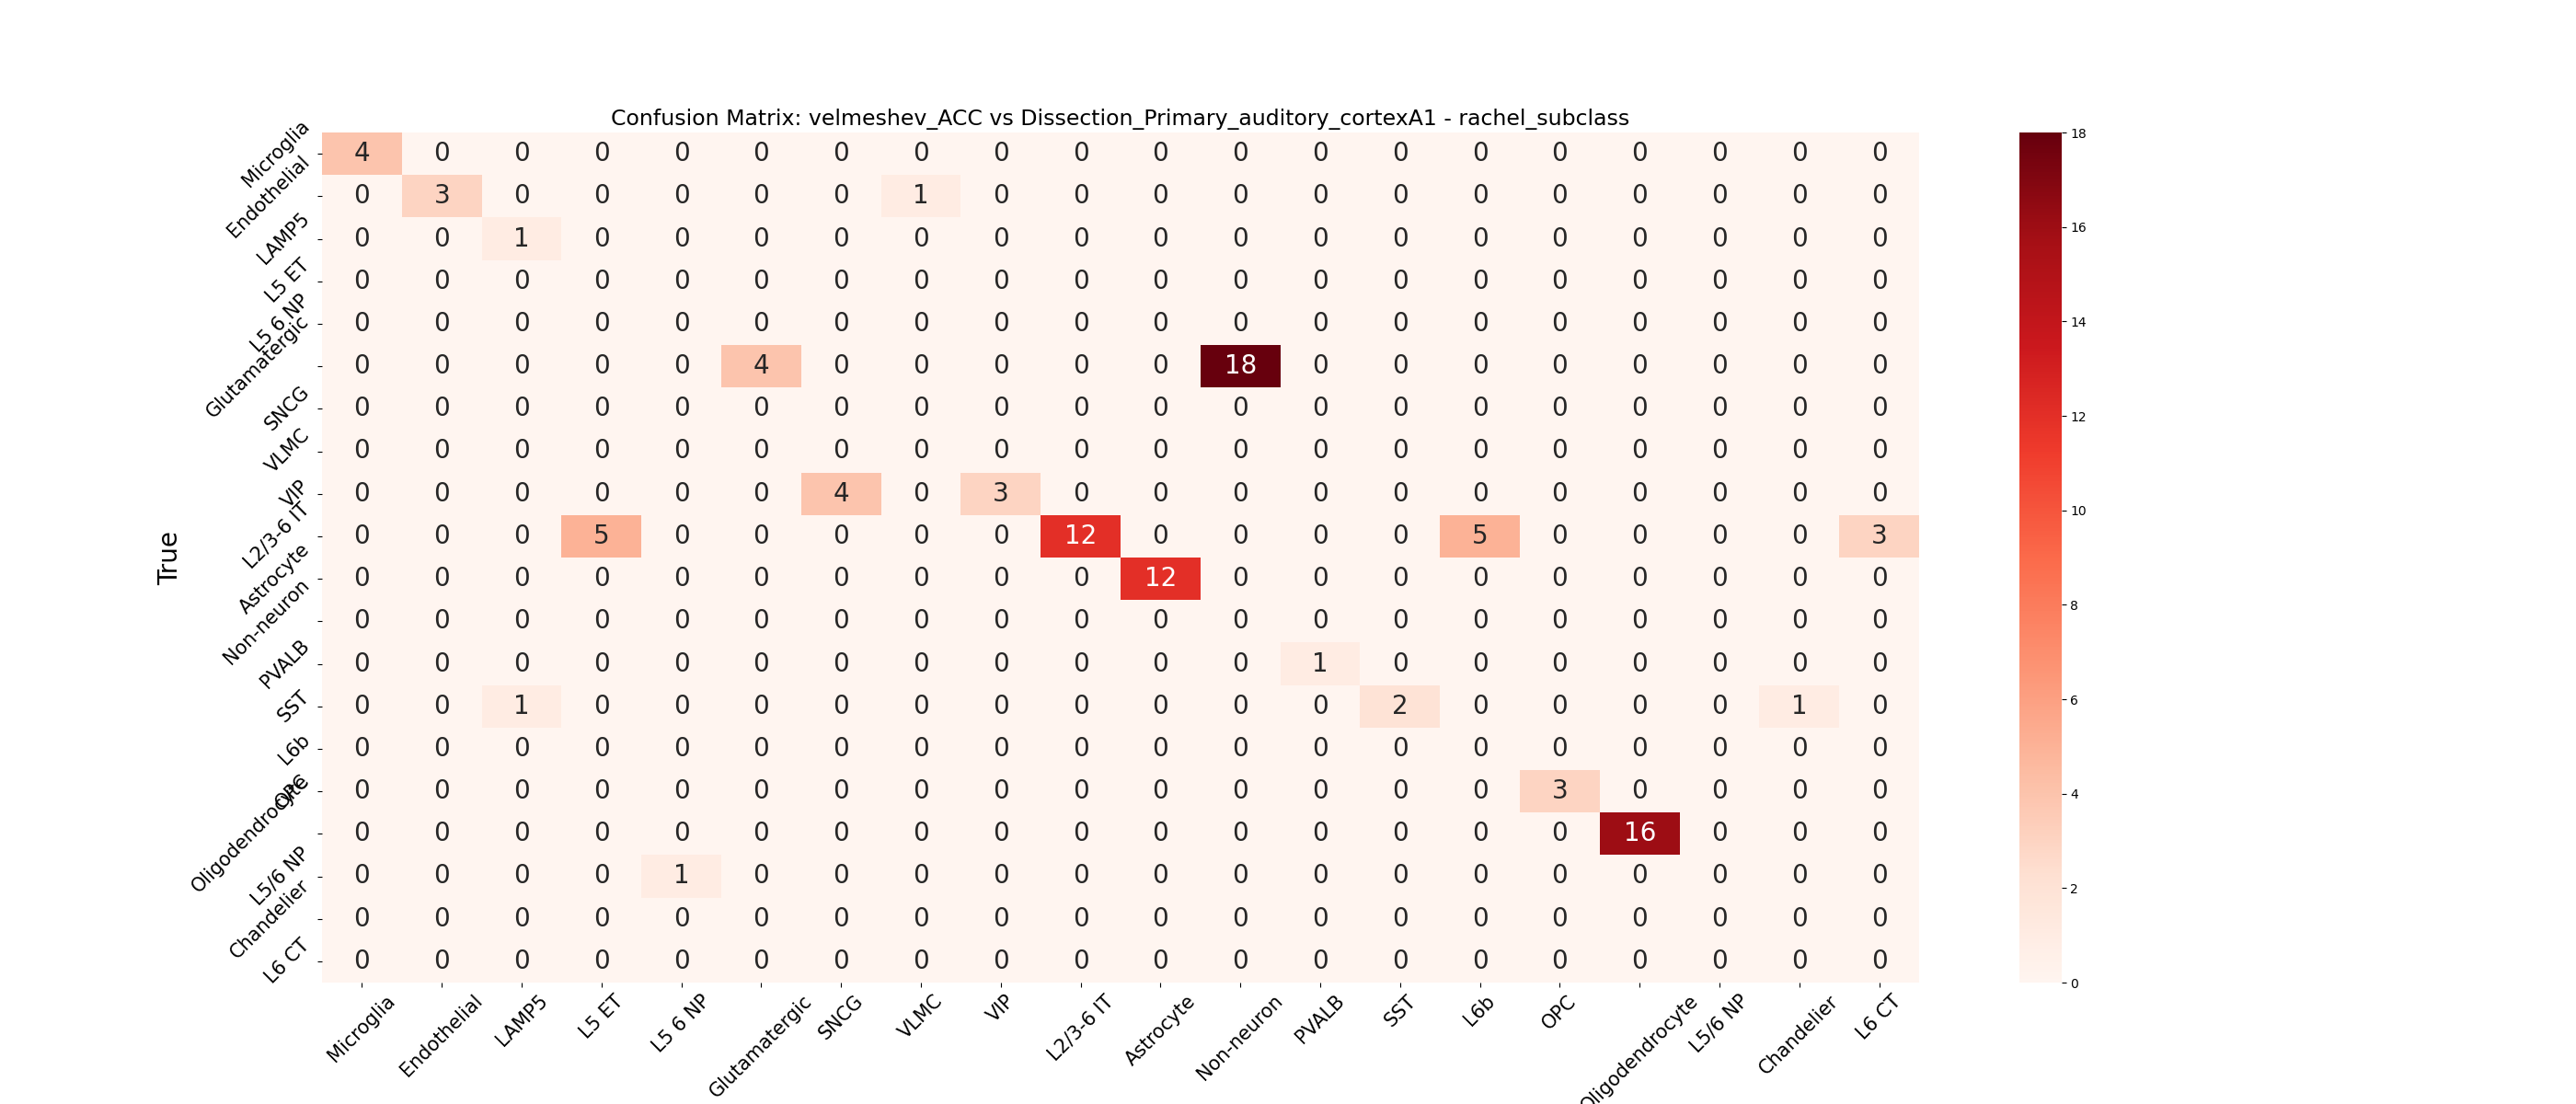 Confusion Matrix: velmeshev_ACC vs Dissection_Primary_auditory_cortexA1 - rachel_subclass
True
Microglia 4 0 0 0 0 0 0 0 0 0 0 0 0 0 0 0 0 0 0 0
Endothelial 0 3 0 0 0 0 0 1 0 0 0 0 0 0 0 0 0 0 0 0
LAMP5 0 0 1 0 0 0 0 0 0 0 0 0 0 0 0 0 0 0 0 0
L5 ET 0 0 0 0 0 0 0 0 0 0 0 0 0 0 0 0 0 0 0 0
L5 6 NP 0 0 0 0 0 0 0 0 0 0 0 0 0 0 0 0 0 0 0 0
Glutamatergic 0 0 0 0 0 4 0 0 0 0 0 18 0 0 0 0 0 0 0 0
SNCG 0 0 0 0 0 0 0 0 0 0 0 0 0 0 0 0 0 0 0 0
VLMC 0 0 0 0 0 0 0 0 0 0 0 0 0 0 0 0 0 0 0 0
VIP 0 0 0 0 0 0 4 0 3 0 0 0 0 0 0 0 0 0 0 0
L2/3-6 IT 0 0 0 5 0 0 0 0 0 12 0 0 0 0 5 0 0 0 0 3
Astrocyte 0 0 0 0 0 0 0 0 0 0 12 0 0 0 0 0 0 0 0 0
Non-neuron 0 0 0 0 0 0 0 0 0 0 0 0 0 0 0 0 0 0 0 0
PVALB 0 0 0 0 0 0 0 0 0 0 0 0 1 0 0 0 0 0 0 0
SST 0 0 1 0 0 0 0 0 0 0 0 0 0 2 0 0 0 0 1 0
L6b 0 0 0 0 0 0 0 0 0 0 0 0 0 0 0 0 0 0 0 0
OPC 0 0 0 0 0 0 0 0 0 0 0 0 0 0 0 3 0 0 0 0
Oligodendrocyte 0 0 0 0 0 0 0 0 0 0 0 0 0 0 0 0 16 0 0 0
L5/6 NP 0 0 0 0 1 0 0 0 0 0 0 0 0 0 0 0 0 0 0 0
Chandelier 0 0 0 0 0 0 0 0 0 0 0 0 0 0 0 0 0 0 0 0
L6 CT 0 0 0 0 0 0 0 0 0 0 0 0 0 0 0 0 0 0 0 0
Microglia Endothelial LAMP5 L5 ET L5 6 NP Glutamatergic SNCG VLMC VIP L2/3-6 IT Astrocyte Non-neuron PVALB SST L6b OPC Oligodendrocyte L5/6 NP Chandelier L6 CT
18
16
14
12
10
8
6
4
2
0